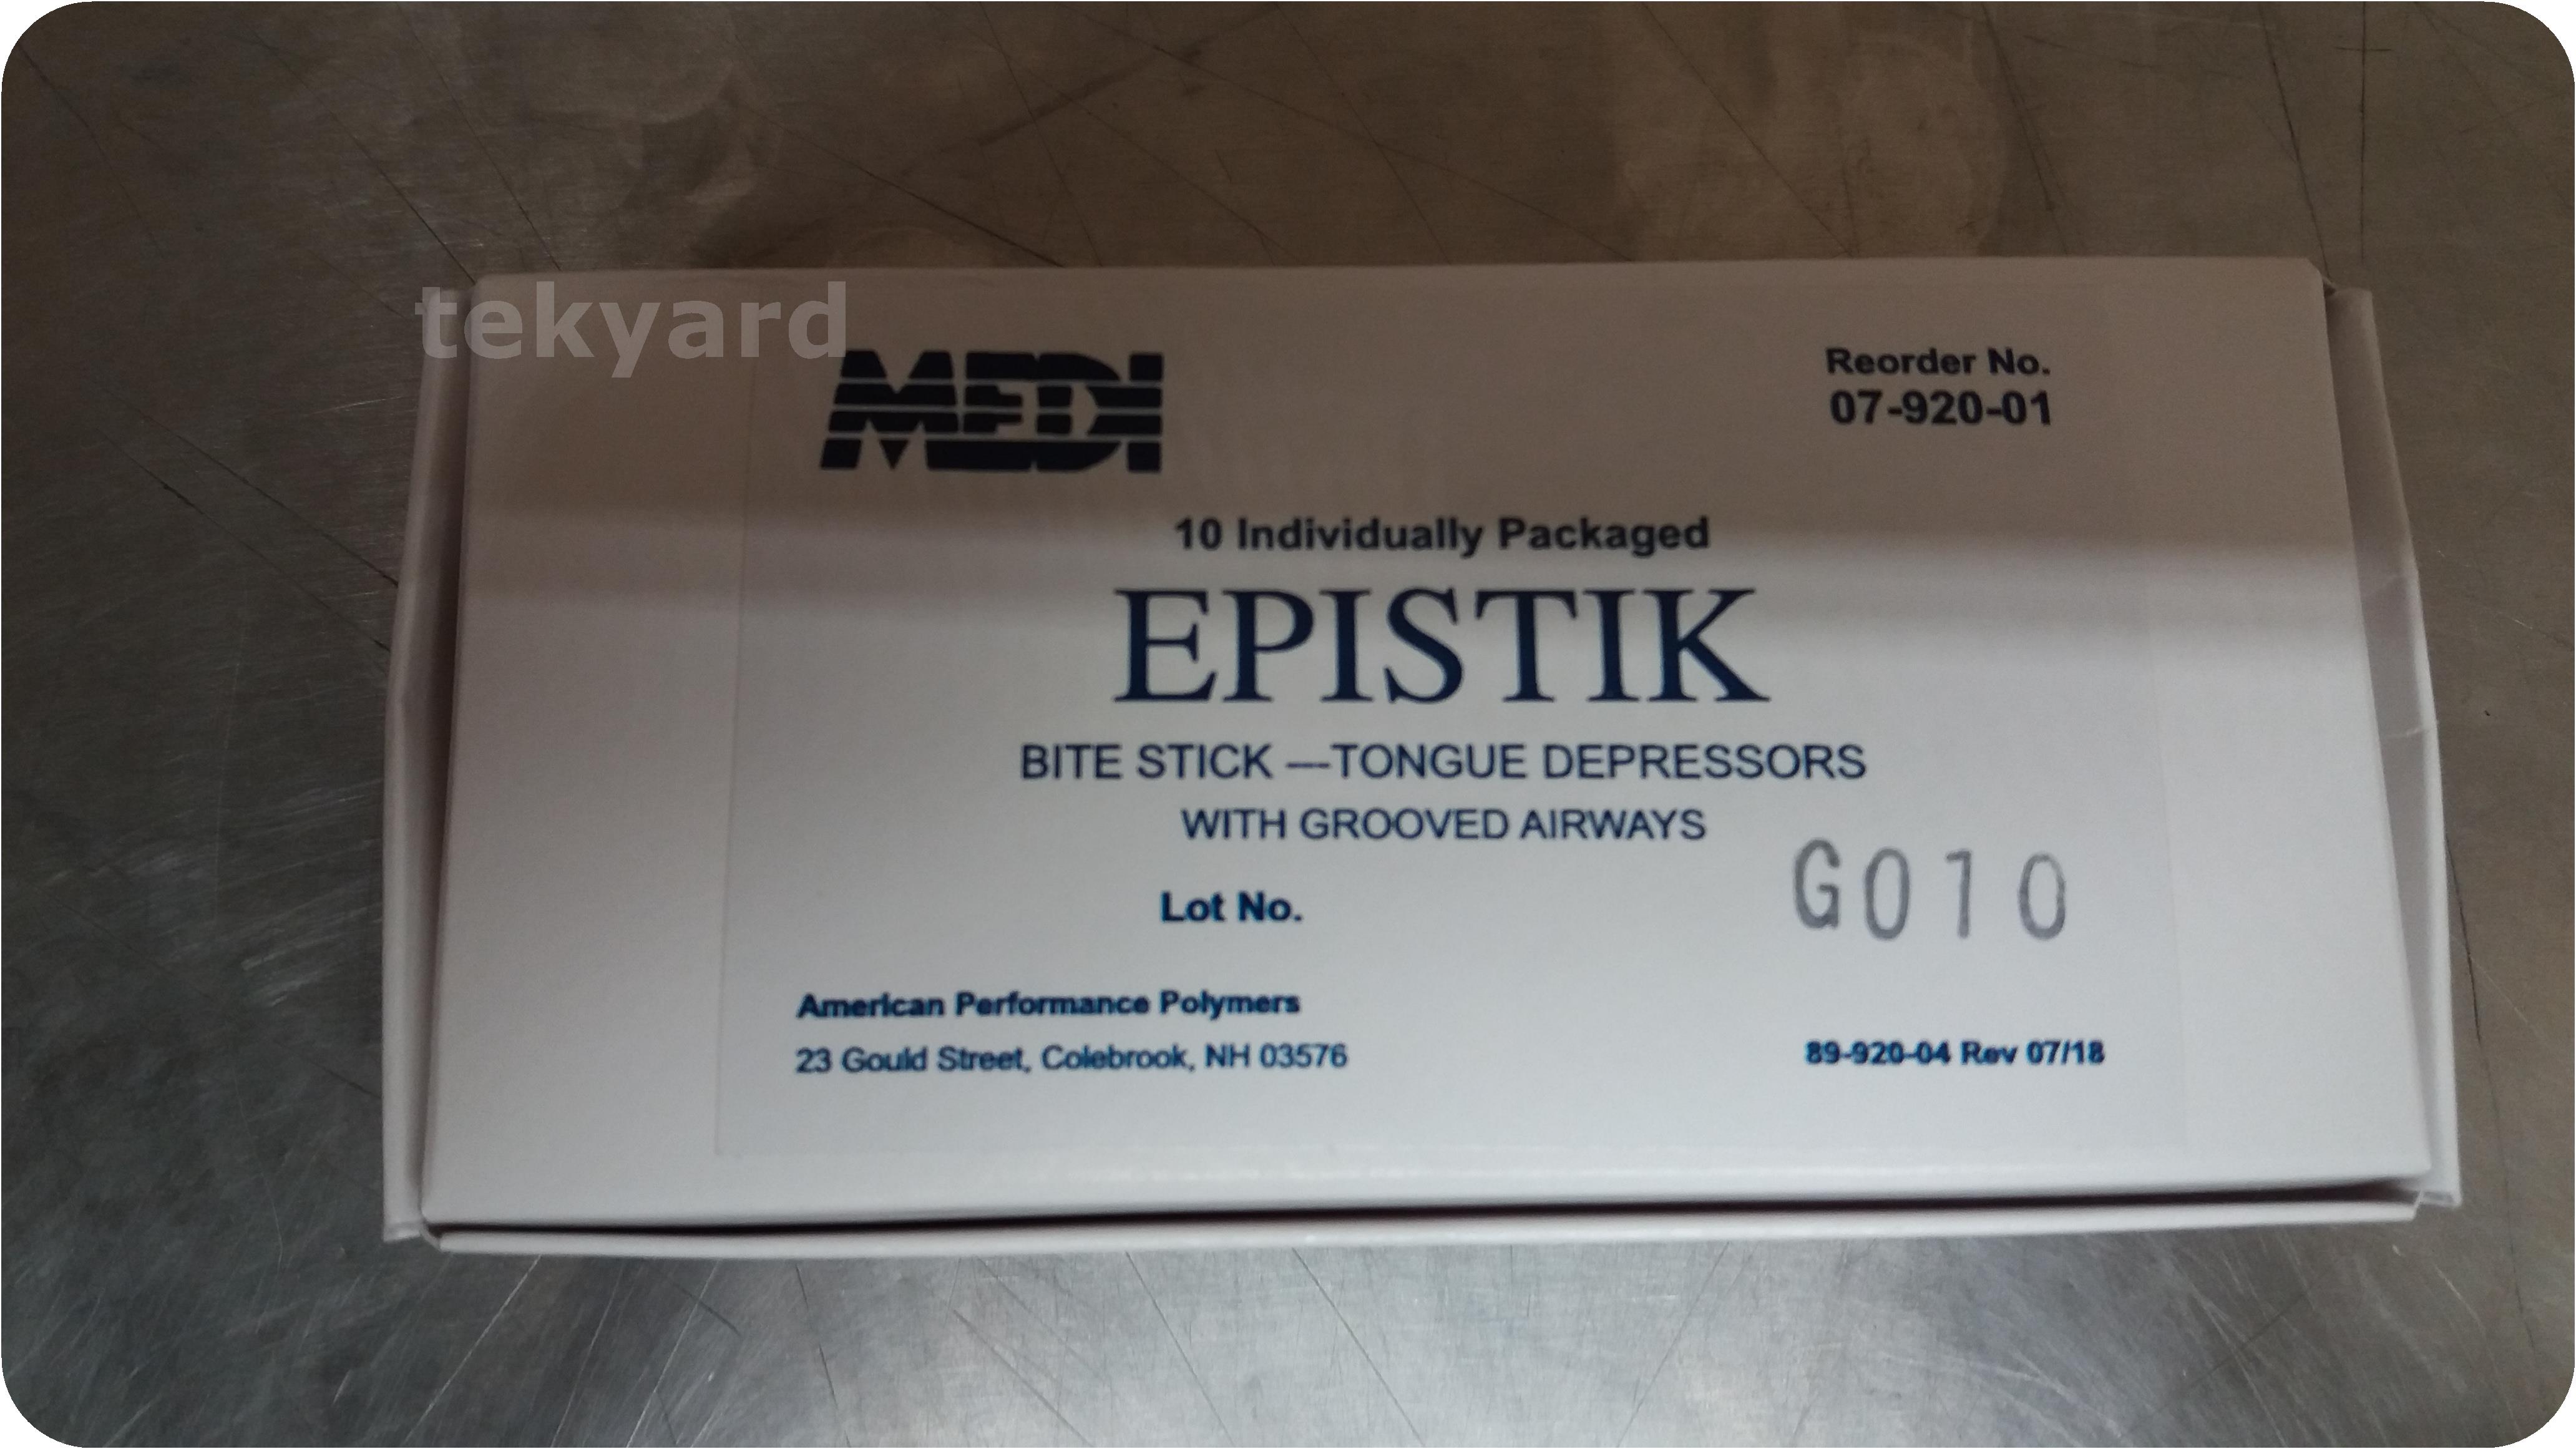 tekyard
MEDI
Reorder No.
07-920-01
10 Individually Packaged
EPISTIK
BITE STICK —TONGUE DEPRESSORS
WITH GROOVED AIRWAYS
Lot No. G010
American Performance Polymers
23 Gould Street, Colebrook, NH 03576
89-920-04 Rev 07/18